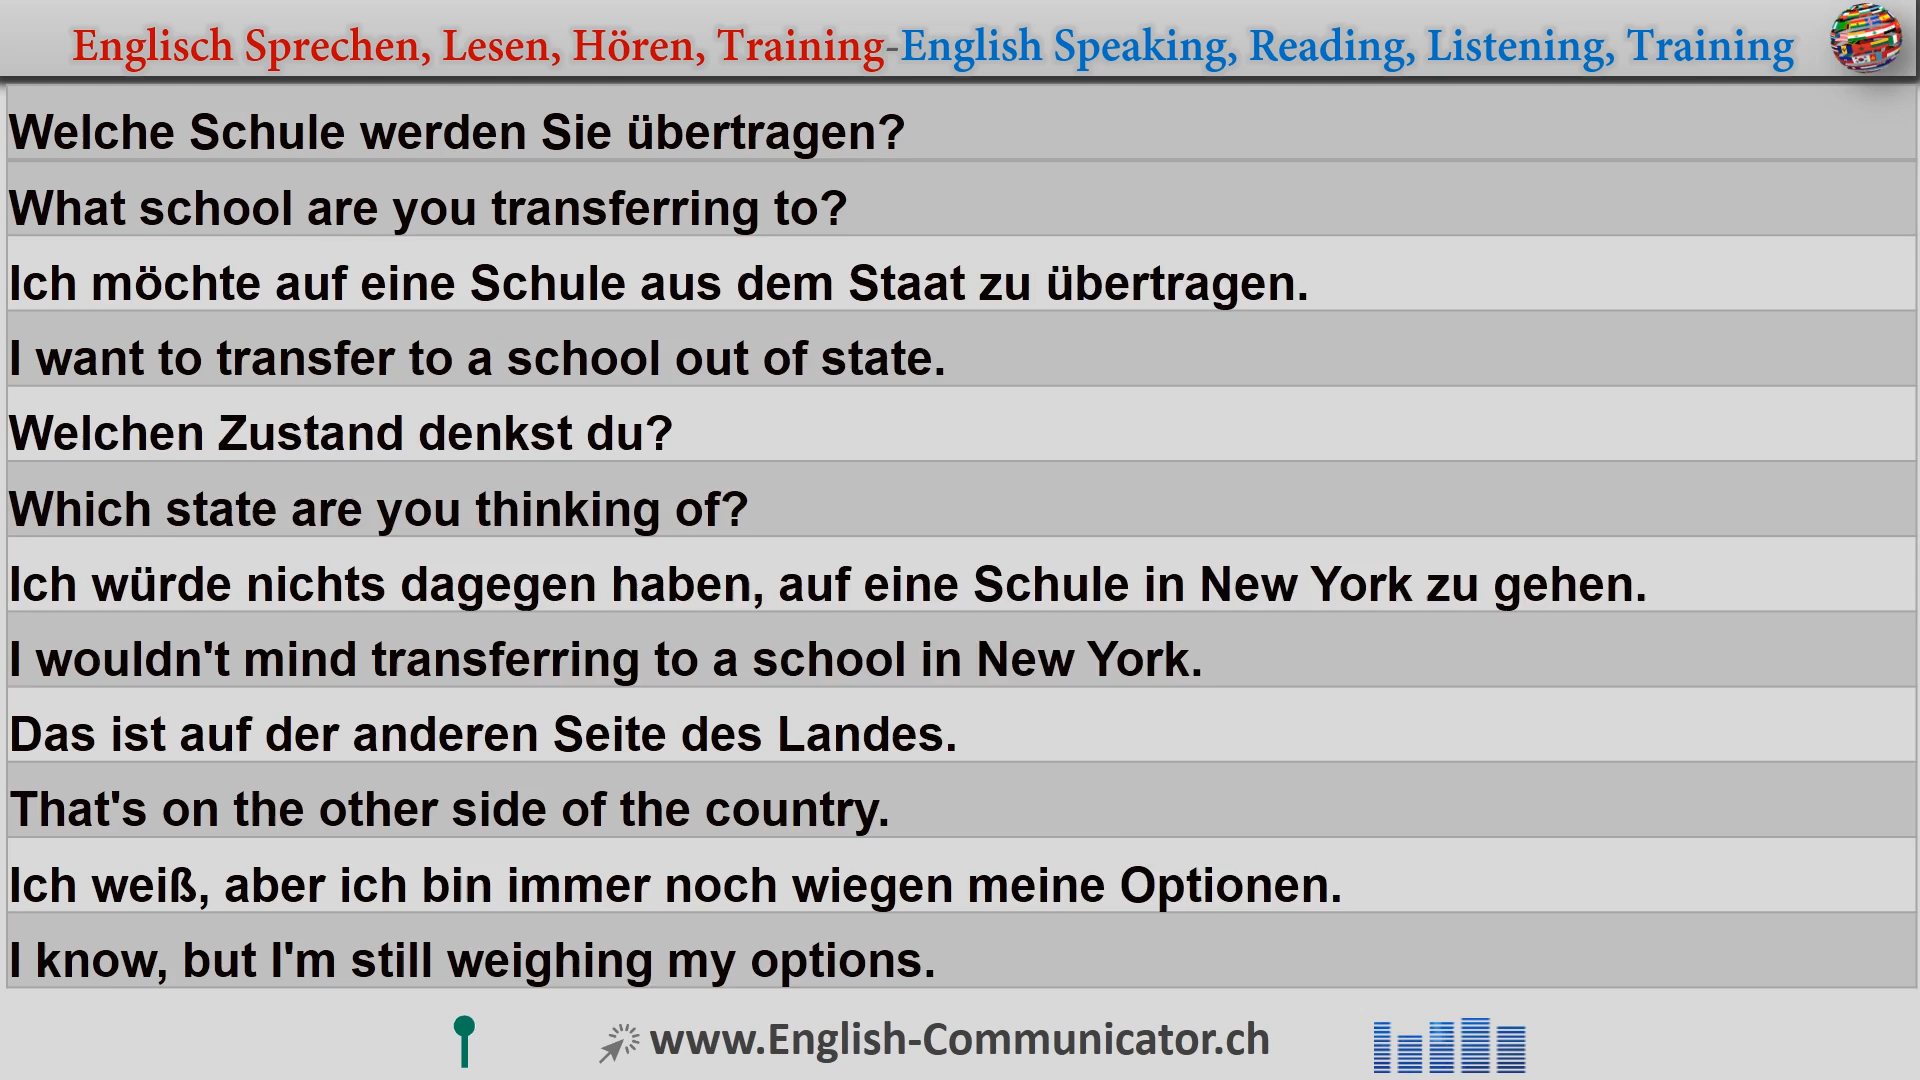 Englisch Sprechen, Lesen, Hören, Training-English Speaking, Reading, Listening, Training
Welche Schule werden Sie übertragen?
What school are you transferring to?
Ich möchte auf eine Schule aus dem Staat zu übertragen.
I want to transfer to a school out of state.
Welchen Zustand denkst du?
Which state are you thinking of?
Ich würde nichts dagegen haben, auf eine Schule in New York zu gehen.
I wouldn't mind transferring to a school in New York.
Das ist auf der anderen Seite des Landes.
That's on the other side of the country.
Ich weiß, aber ich bin immer noch wiegen meine Optionen.
I know, but I'm still weighing my options.
www.English-Communicator.ch